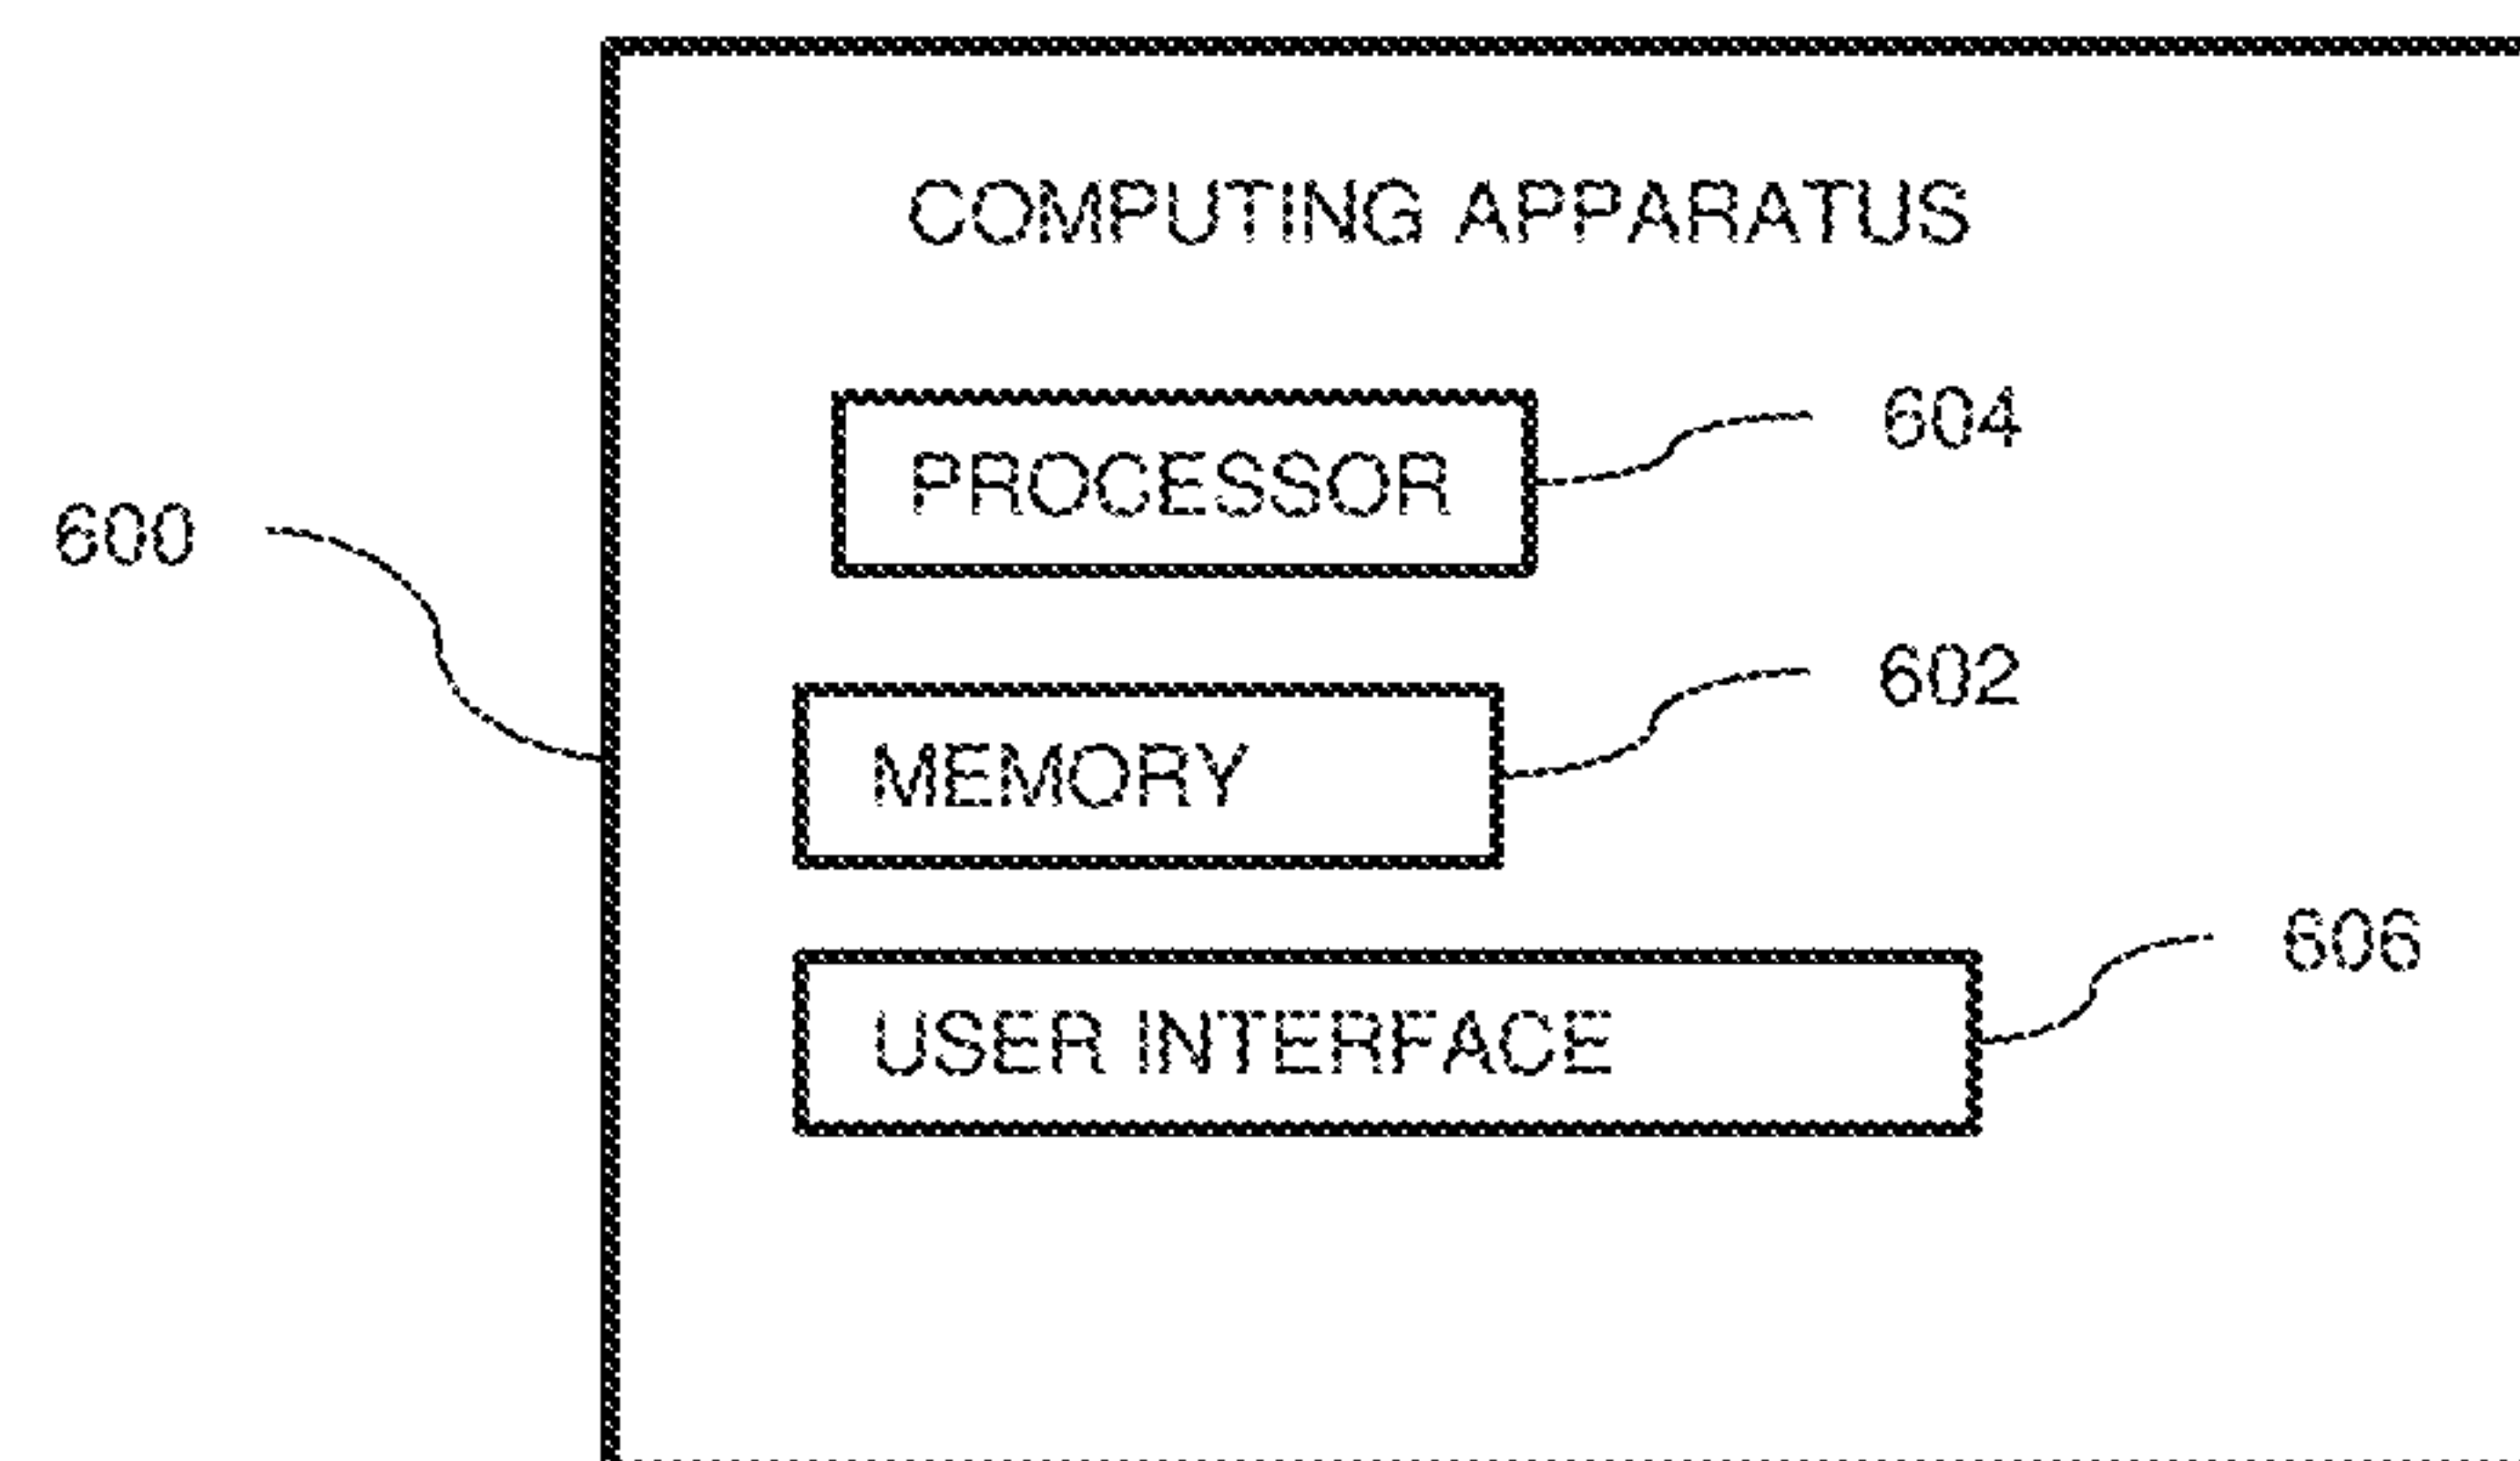 COMPUTING APPARATUS
PROCESSOR
604
600
MEMORY
602
USER INTERFACE
606